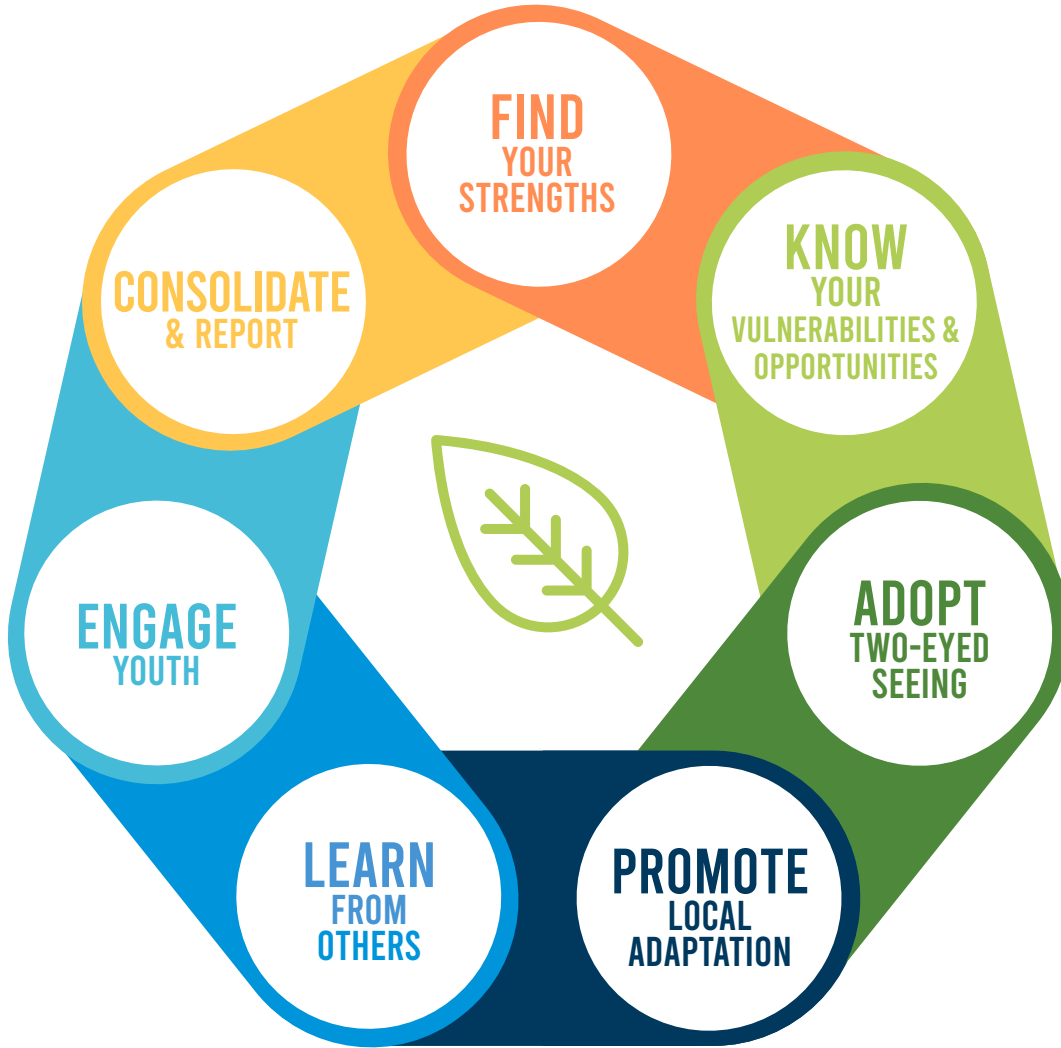 FIND
YOUR
STRENGTHS
KNOW
YOUR
VULNERABILITIES &
OPPORTUNITIES
ADOPT
TWO-EYED
SEEING
PROMOTE
LOCAL
ADAPTATION
LEARN
FROM
OTHERS
ENGAGE
YOUTH
CONSOLIDATE
& REPORT